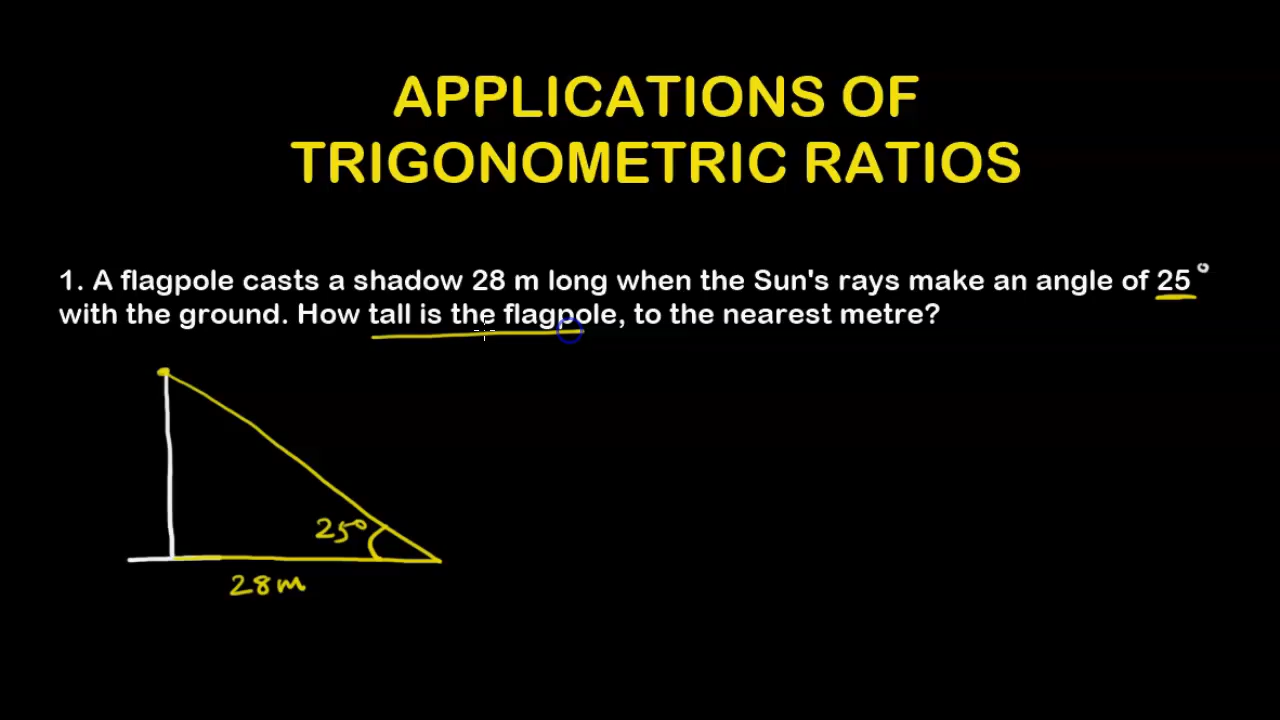 APPLICATIONS OF
TRIGONOMETRIC RATIOS
1. A flagpole casts a shadow 28 m long when the Sun's rays make an angle of 25°
with the ground. How tall is the flagpole, to the nearest metre?
25°
28m